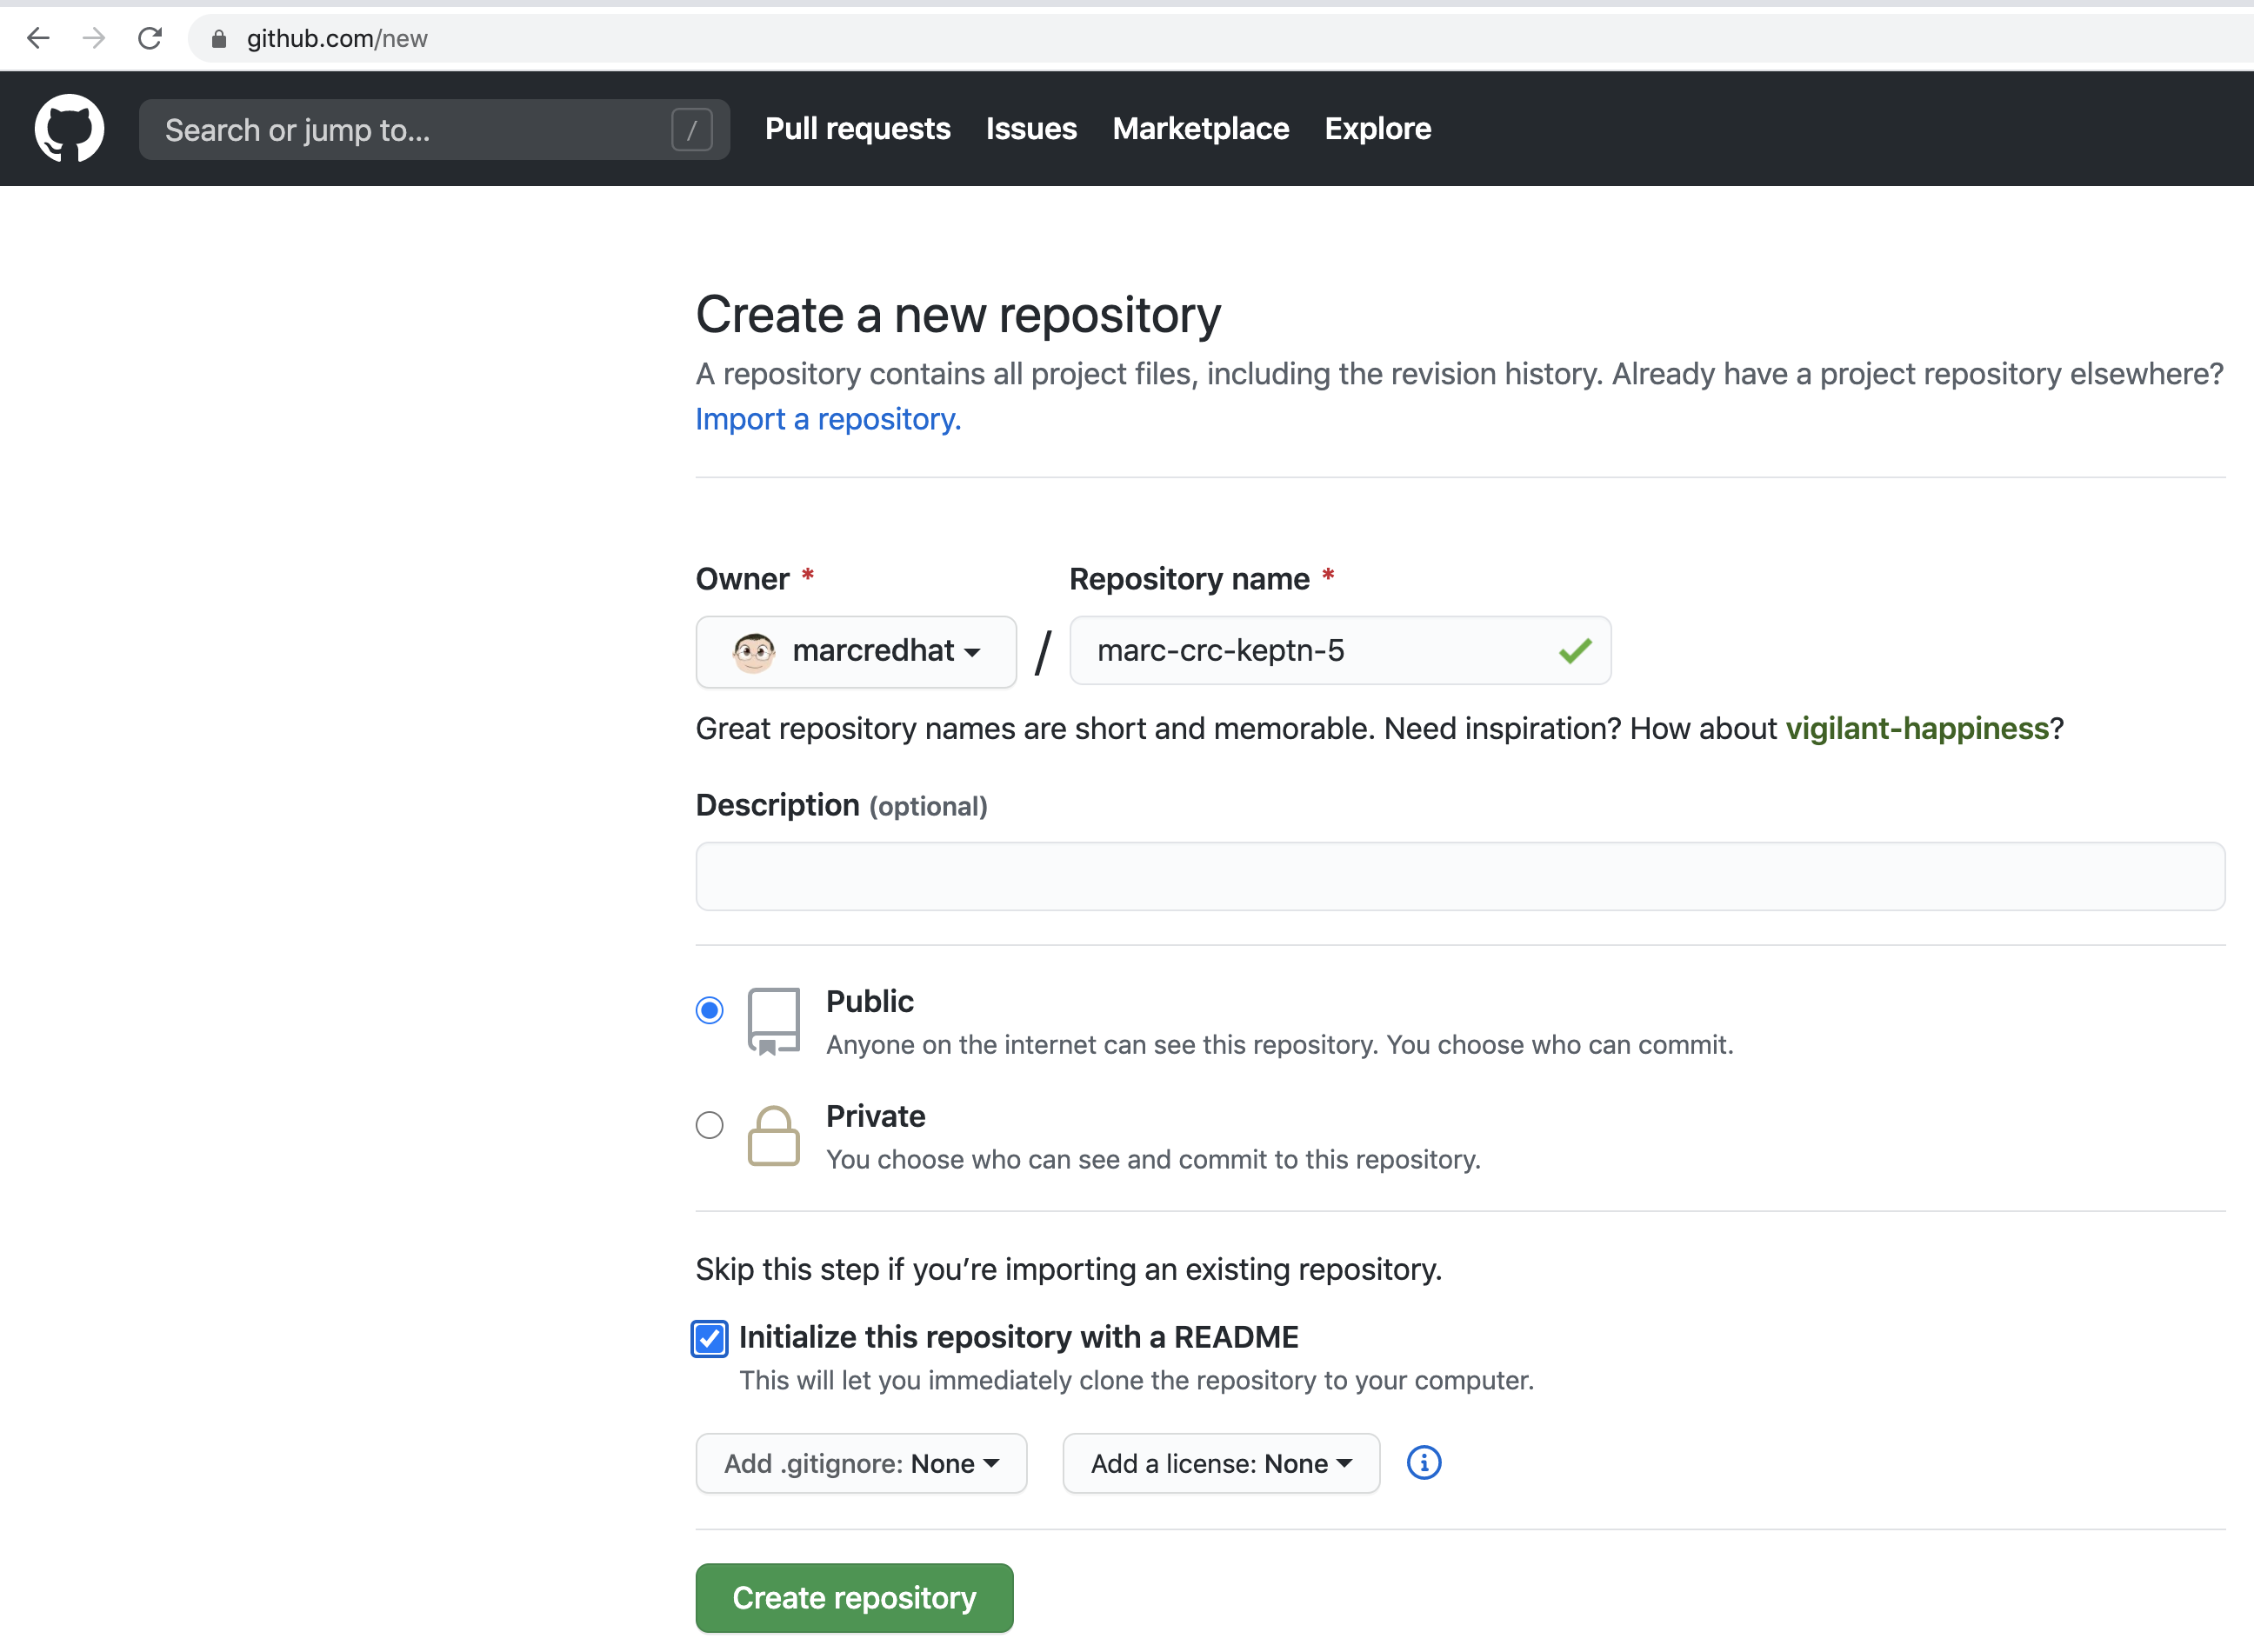 github.com/new
Search or jump to... /
Pull requests Issues Marketplace Explore
Create a new repository
A repository contains all project files, including the revision history. Already have a project repository elsewhere?
Import a repository.
Owner * Repository name *
marcredhat / marc-crc-keptn-5
Great repository names are short and memorable. Need inspiration? How about vigilant-happiness?
Description (optional)
Public
Anyone on the internet can see this repository. You choose who can commit.
Private
You choose who can see and commit to this repository.
Skip this step if you’re importing an existing repository.
Initialize this repository with a README
This will let you immediately clone the repository to your computer.
Add .gitignore: None Add a license: None
Create repository